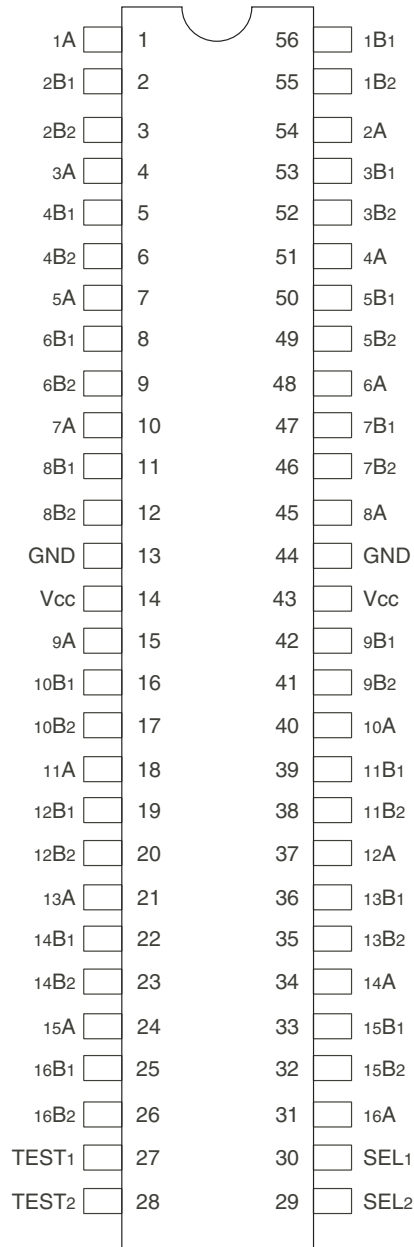 1A 1 56 1B1
2B1 2 55 1B2
2B2 3 54 2A
3A 4 53 3B1
4B1 5 52 3B2
4B2 6 51 4A
5A 7 50 5B1
6B1 8 49 5B2
6B2 9 48 6A
7A 10 47 7B1
8B1 11 46 7B2
8B2 12 45 8A
GND 13 44 GND
Vcc 14 43 Vcc
9A 15 42 9B1
10B1 16 41 9B2
10B2 17 40 10A
11A 18 39 11B1
12B1 19 38 11B2
12B2 20 37 12A
13A 21 36 13B1
14B1 22 35 13B2
14B2 23 34 14A
15A 24 33 15B1
16B1 25 32 15B2
16B2 26 31 16A
TEST1 27 30 SEL1
TEST2 28 29 SEL2